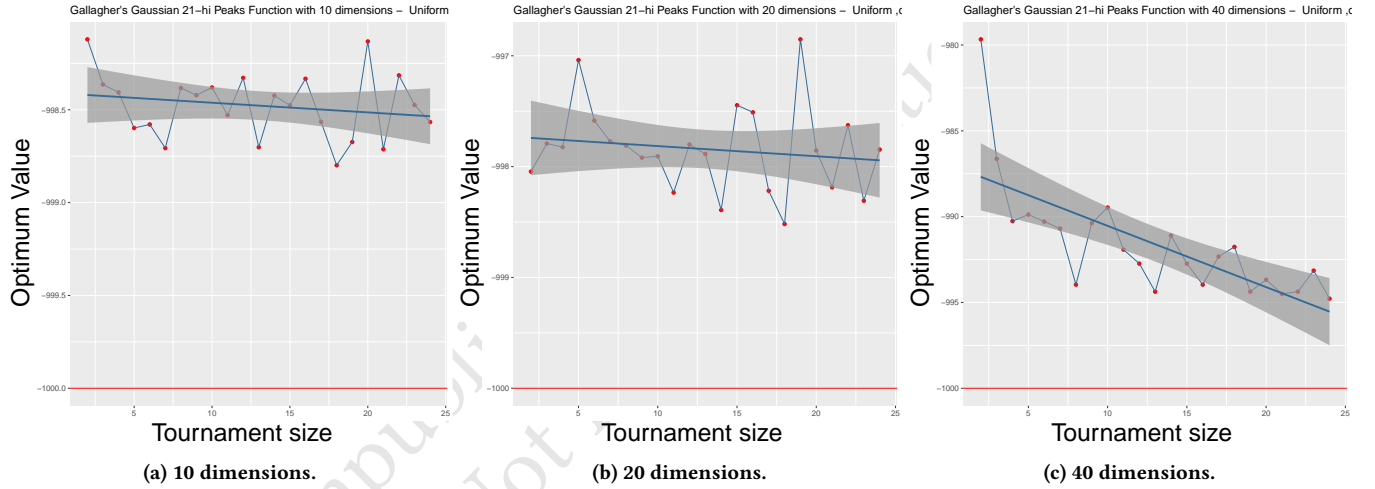 Gallagher's Gaussian 21−hi Peaks Function with 10 dimensions − Uniform
−998.5
−999.0
−999.5
−1000.0
Optimum Value
5
10
15
20
25
Tournament size
(a) 10 dimensions.
Gallagher's Gaussian 21−hi Peaks Function with 20 dimensions − Uniform ,c
−997
−998
−999
−1000
Optimum Value
5
10
15
20
25
Tournament size
(b) 20 dimensions.
Gallagher's Gaussian 21−hi Peaks Function with 40 dimensions − Uniform ,c
−980
−985
−990
−995
−1000
Optimum Value
5
10
15
20
25
Tournament size
(c) 40 dimensions.
Not